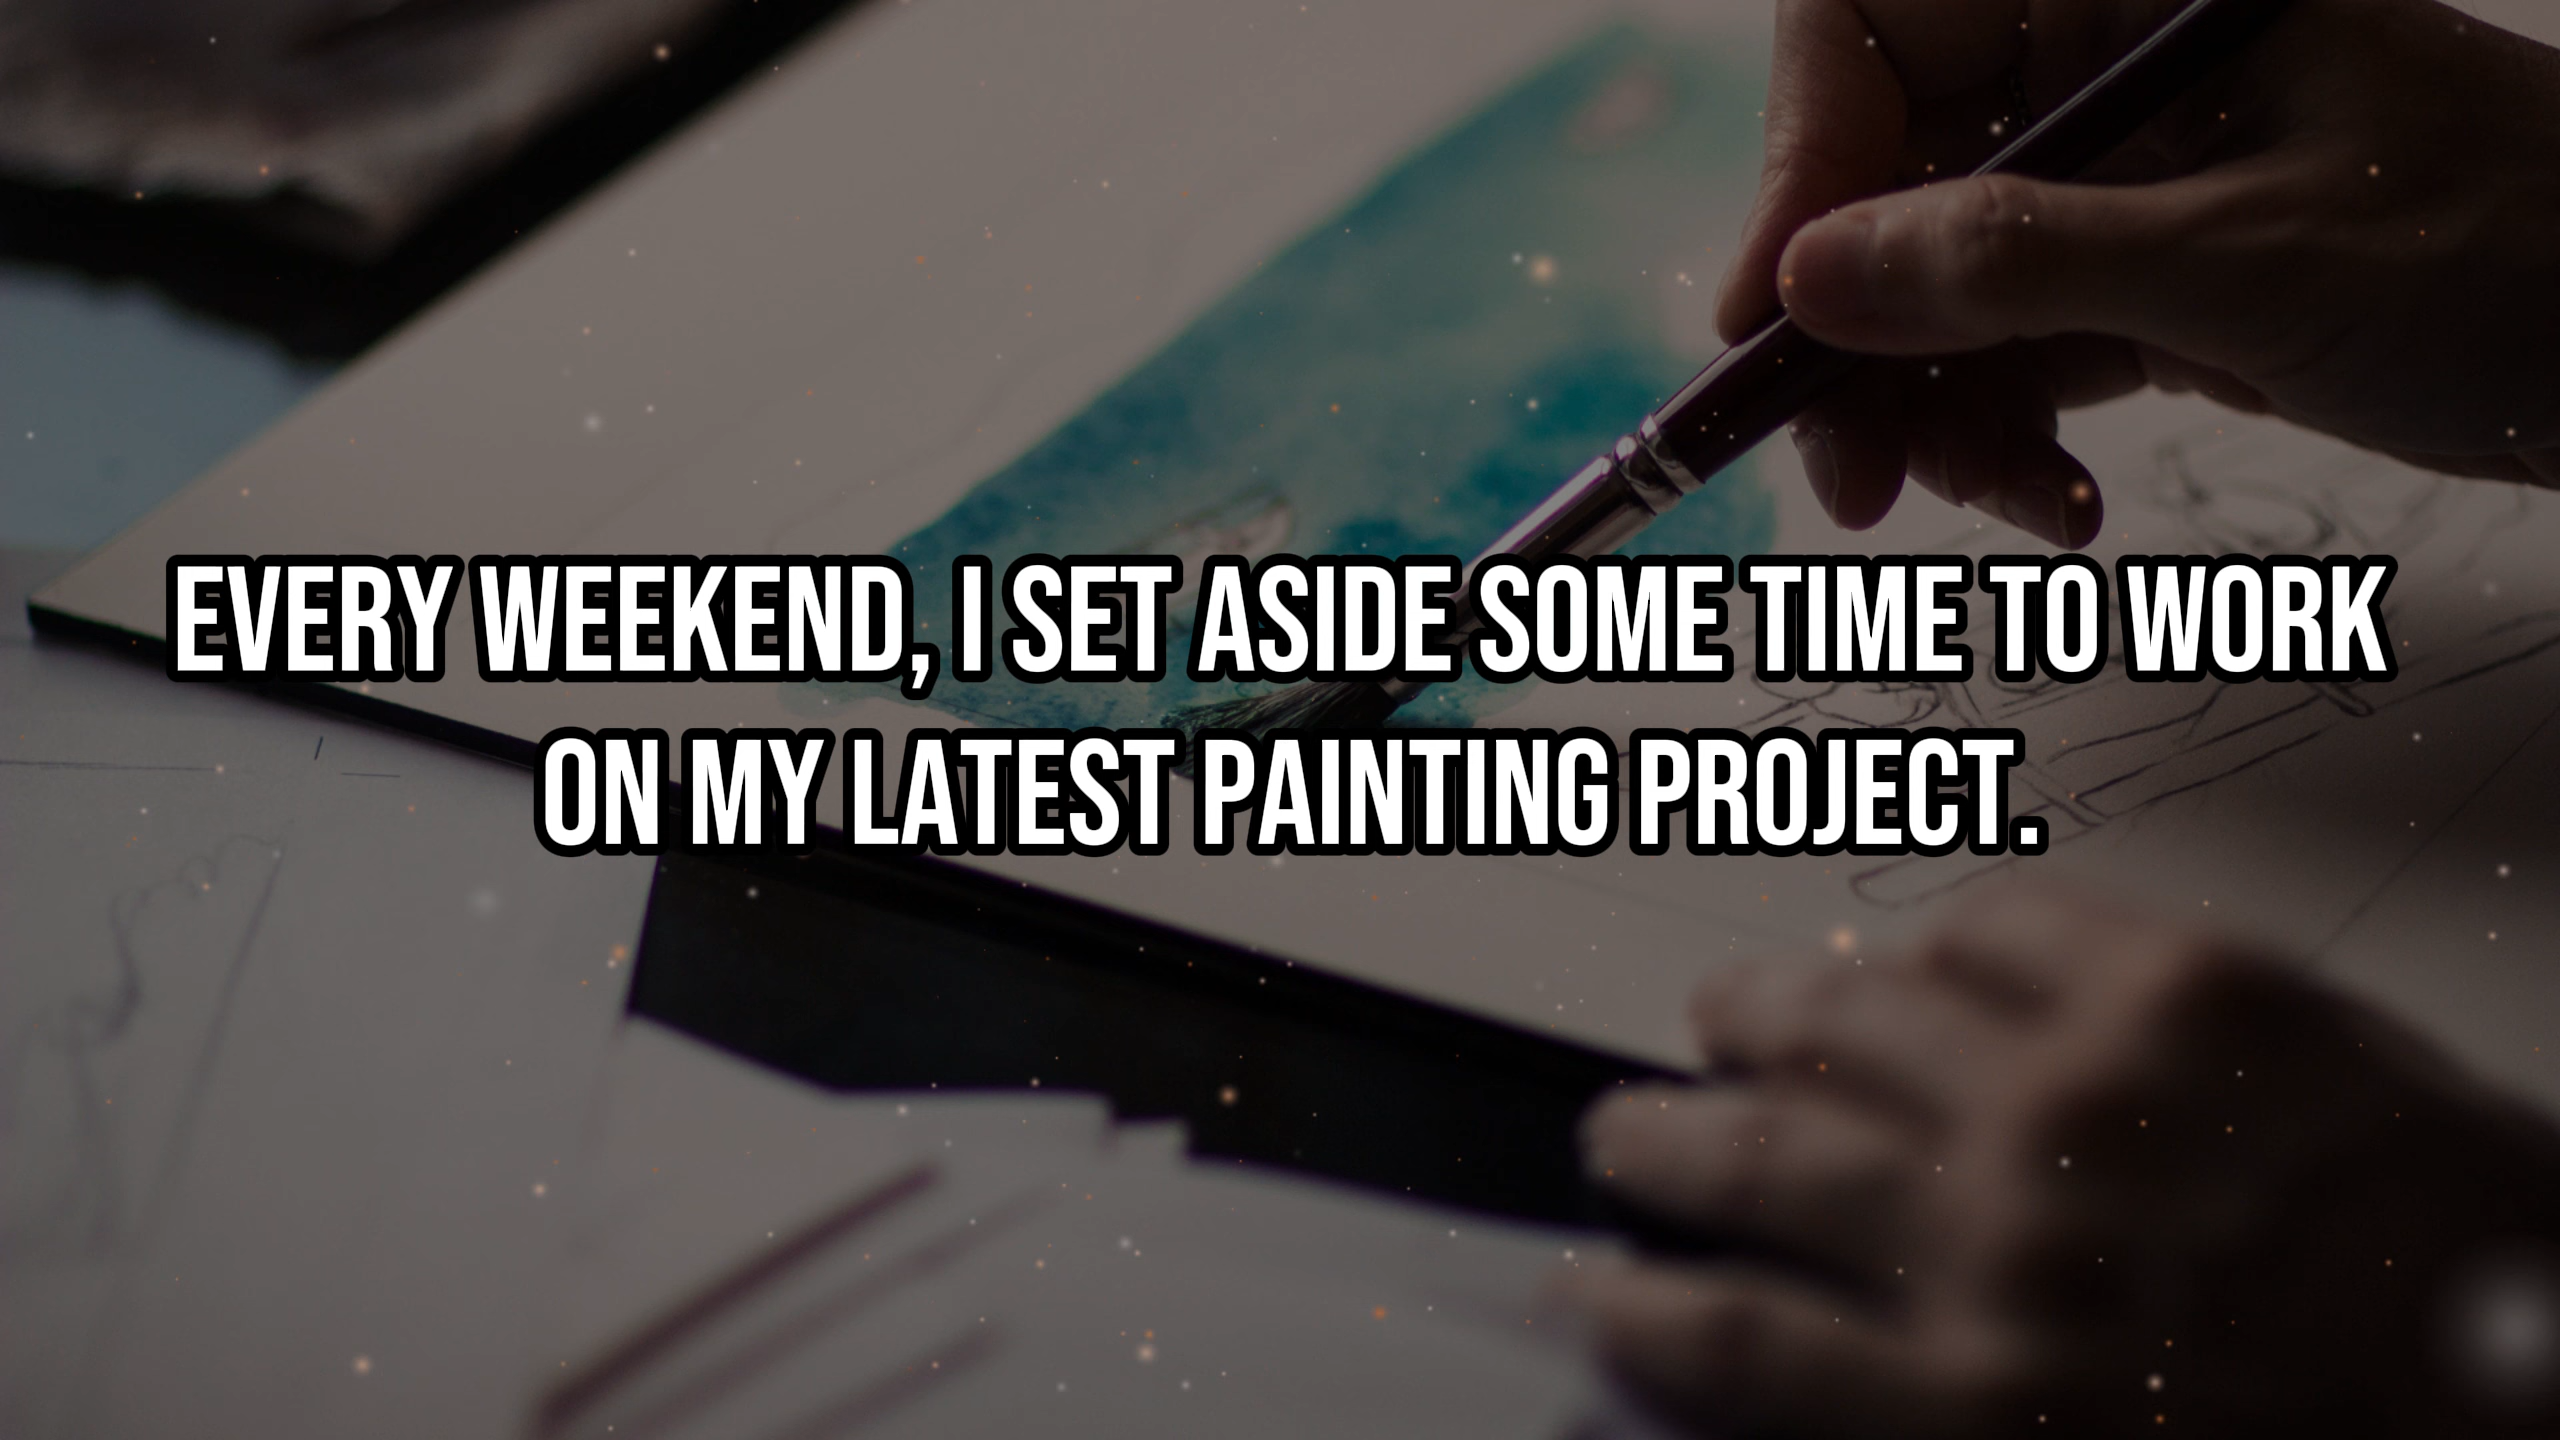 EVERY WEEKEND, I SET ASIDE SOME TIME TO WORK
ON MY LATEST PAINTING PROJECT.